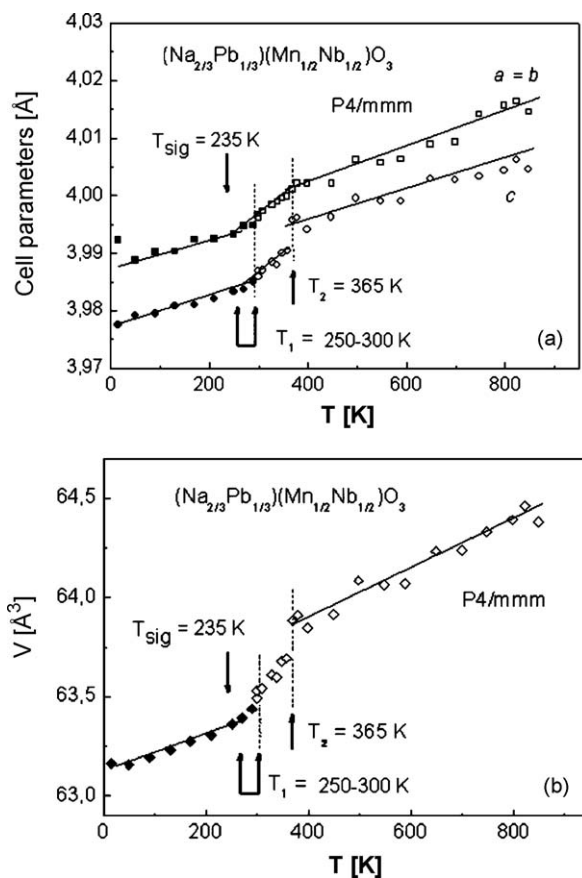 4,03
(Na2/3Pb1/3)(Mn1/2Nb1/2)O3
a = b
4,02
P4/mmm
4,01
Tsig = 235 K
4,00
c
3,99
T2 = 365 K
3,98
T1 = 250-300 K
(a)
3,97
Cell parameters [Å]
0 200 400 600 800
T [K]
64,5
(Na2/3Pb1/3)(Mn1/2Nb1/2)O3
P4/mmm
64,0
Tsig = 235 K
V [Å3]
63,5
T2 = 365 K
T1 = 250-300 K
(b)
63,0
0 200 400 600 800
T [K]